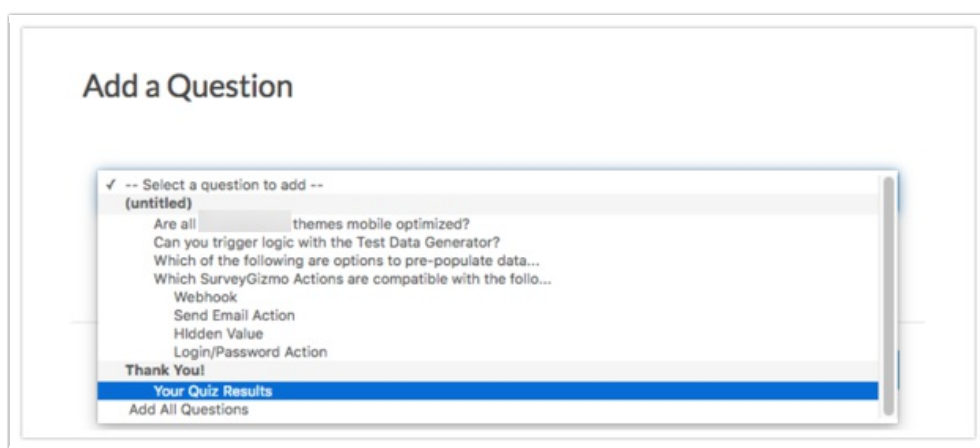 Add a Question
✓ -- Select a question to add --
(untitled)
Are all themes mobile optimized?
Can you trigger logic with the Test Data Generator?
Which of the following are options to pre-populate data...
Which SurveyGizmo Actions are compatible with the follo...
Webhook
Send Email Action
HIdden Value
Login/Password Action
Thank You!
Your Quiz Results
Add All Questions